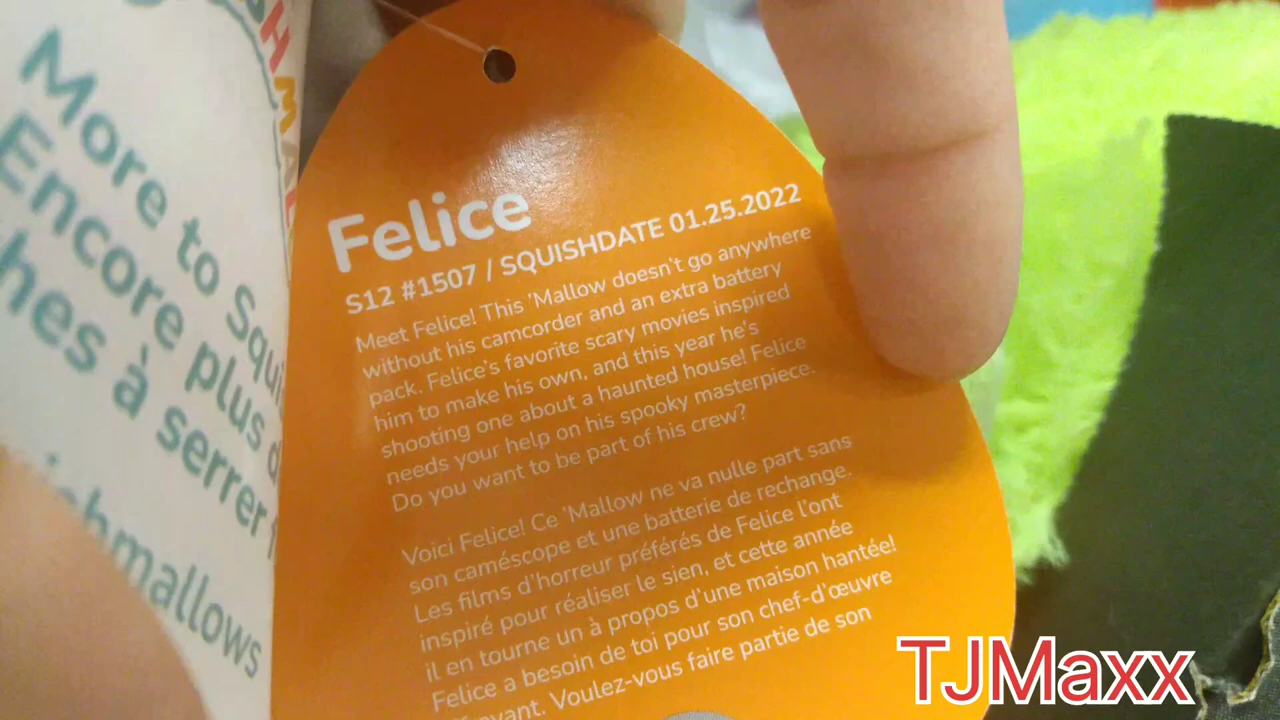 More to Squi
Encore plus d
hes à serrer
shmallows
SHMAL
Felice
S12 #1507 / SQUISHDATE 01.25.2022
Meet Felice! This 'Mallow doesn't go anywhere
without his camcorder and an extra battery
pack. Felice's favorite scary movies inspired
him to make his own, and this year he's
shooting one about a haunted house! Felice
needs your help on his spooky masterpiece.
Do you want to be part of his crew?
Voici Felice! Ce 'Mallow ne va nulle part sans
son caméscope et une batterie de rechange.
Les films d'horreur préférés de Felice l'ont
inspiré pour réaliser le sien, et cette année
il en tourne un à propos d'une maison hantée!
Felice a besoin de toi pour son chef-d'œuvre
yant. Voulez-vous faire partie de son
TJMaxx